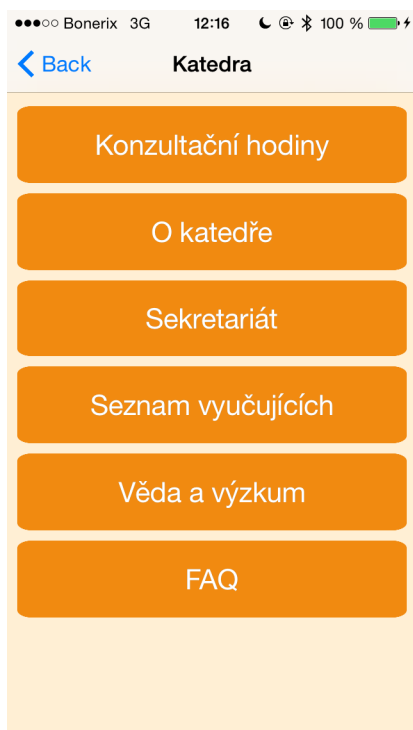 Bonerix 3G 12:16 100 %
Back Katedra
Konzultační hodiny
O katedře
Sekretariát
Seznam vyučujících
Věda a výzkum
FAQ